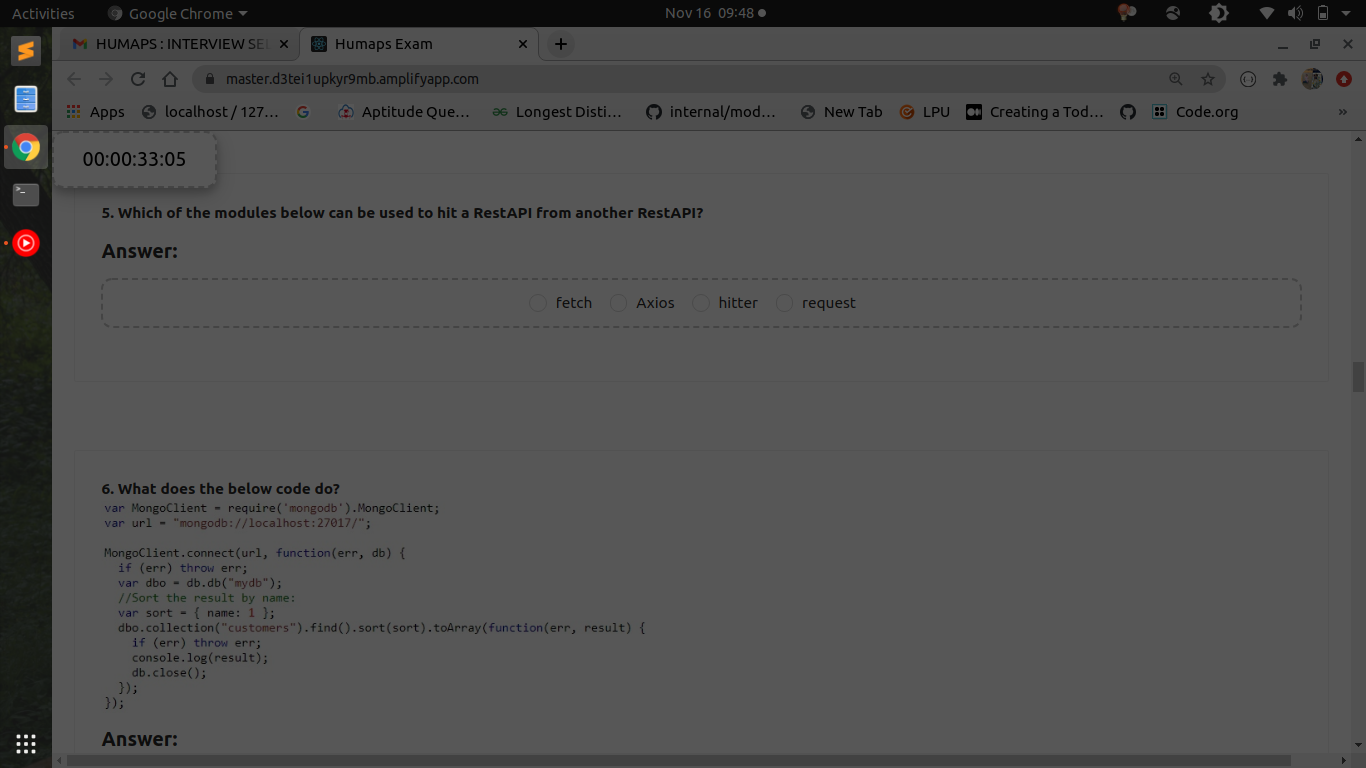 Activities
Google Chrome
Nov 16 09:48
HUMAPS : INTERVIEW SE
Humaps Exam
master.d3tei1upkyr9mb.amplifyapp.com
Apps
localhost / 127...
Aptitude Que...
Longest Disti...
internal/mod...
New Tab
LPU
Creating a Tod...
Code.org
»
00:00:33:05
5. Which of the modules below can be used to hit a RestAPI from another RestAPI?
Answer:
fetch
Axios
hitter
request
6. What does the below code do?
var MongoClient = require('mongodb').MongoClient;
var url = "mongodb://localhost:27017/";
MongoClient.connect(url, function(err, db) {
if (err) throw err;
var dbo = db.db("mydb");
//Sort the result by name:
var sort = { name: 1 };
dbo.collection("customers").find().sort(sort).toArray(function(err, result) {
if (err) throw err;
console.log(result);
db.close();
});
});
Answer: